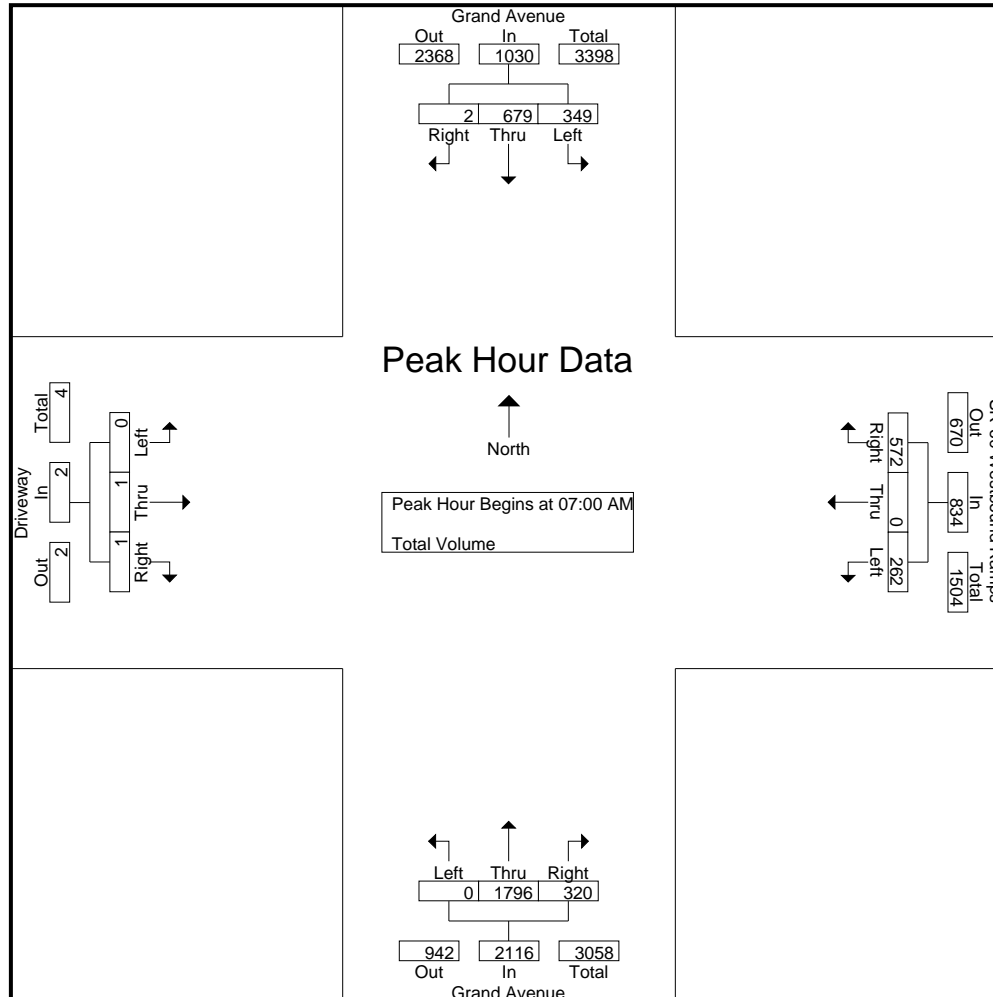 Grand Avenue
Out In Total
2368 1030 3398
2 679 349
Right Thru Left
Peak Hour Data
North
Peak Hour Begins at 07:00 AM
Total Volume
Driveway
Total In Out
4 2 2
0 1 1
Left Thru Right
Out In Total
670 834 1504
572 0 262
Right Thru Left
Left Thru Right
0 1796 320
942 2116 3058
Out In Total
Grand Avenue